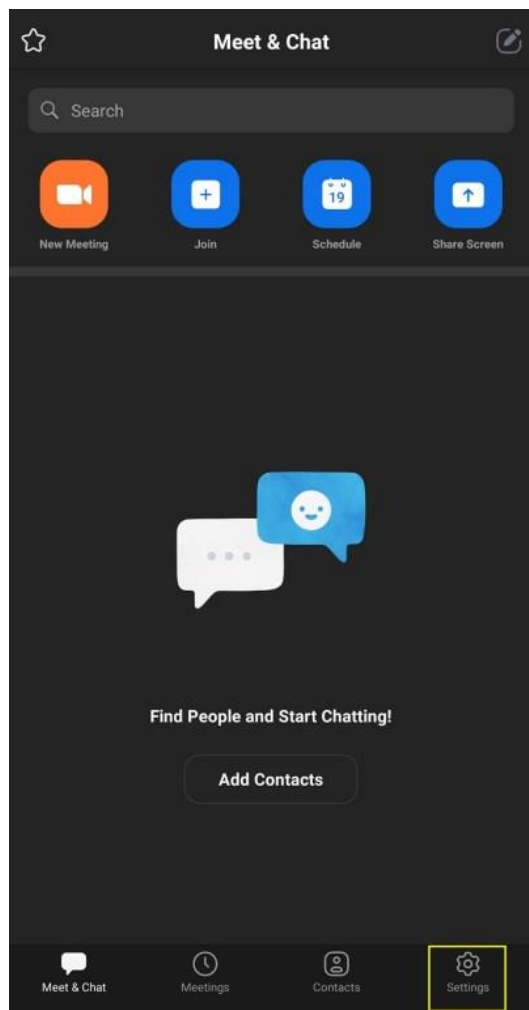 Meet & Chat
Search
19
New Meeting Join Schedule Share Screen
Find People and Start Chatting!
Add Contacts
Meet & Chat Meetings Contacts Settings